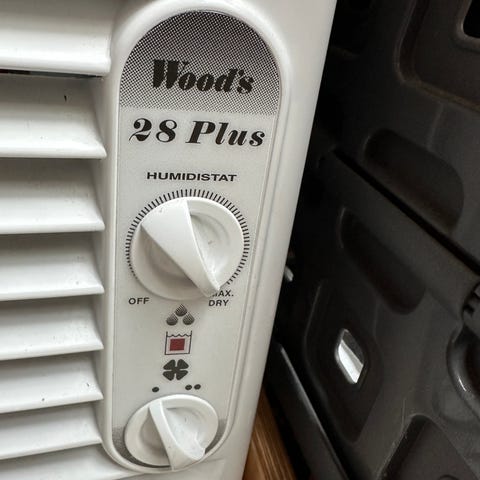 Wood's
28 Plus
HUMIDISTAT
OFF
MAX.
DRY